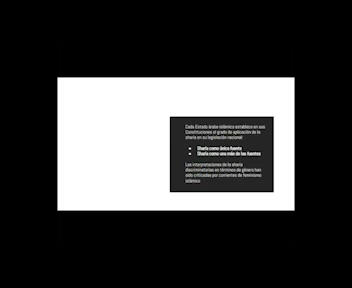 Cada Estado árabe islámico establece en sus
Constituciones el grado de aplicación de la
sharía en su legislación nacional
● Sharía como única fuente
● Sharía como una más de las fuentes
Las interpretaciones de la sharía
discriminatorias en términos de género han
sido criticadas por corrientes de feminismo
islámico